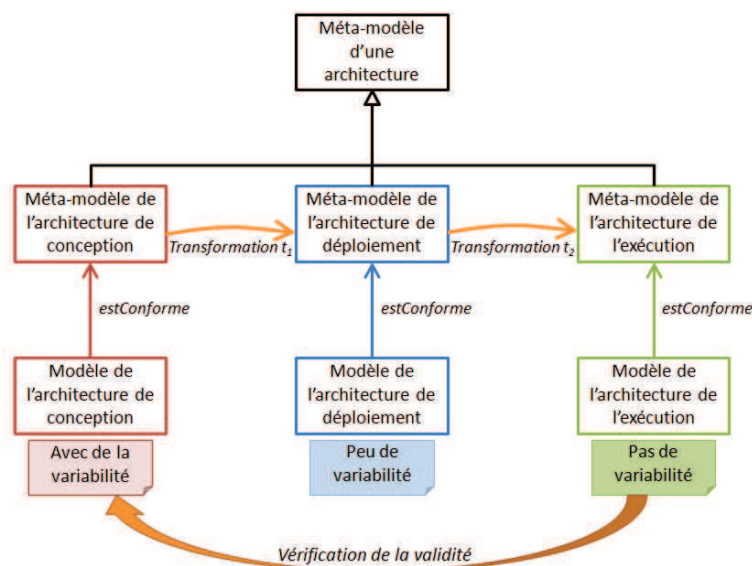 Méta-modèle
d'une
architecture
Méta-modèle de
l'architecture de
conception
Transformation t1
Méta-modèle de
l'architecture de
déploiement
Transformation t2
Méta-modèle de
l'architecture de
l'exécution
estConforme
estConforme
estConforme
Modèle de
l'architecture de
conception
Modèle de
l'architecture de
déploiement
Modèle de
l'architecture de
l'exécution
Avec de la
variabilité
Peu de
variabilité
Pas de
variabilité
Vérification de la validité